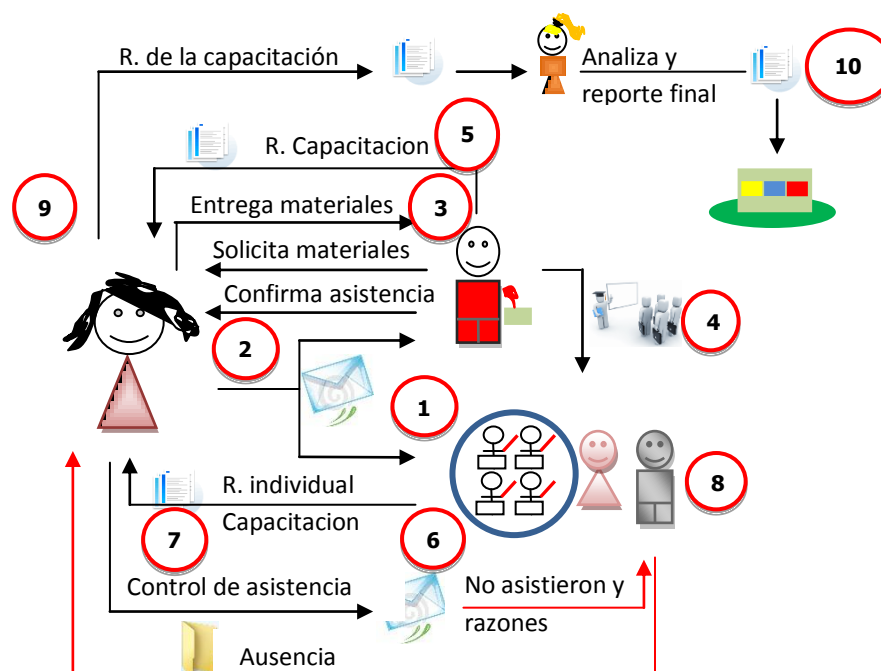 R. de la capacitación
Analiza y
reporte final
10
5
R. Capacitacion
9
Entrega materiales
3
Solicita materiales
Confirma asistencia
4
2
1
8
R. individual
Capacitacion
7
6
Control de asistencia
No asistieron y
razones
Ausencia